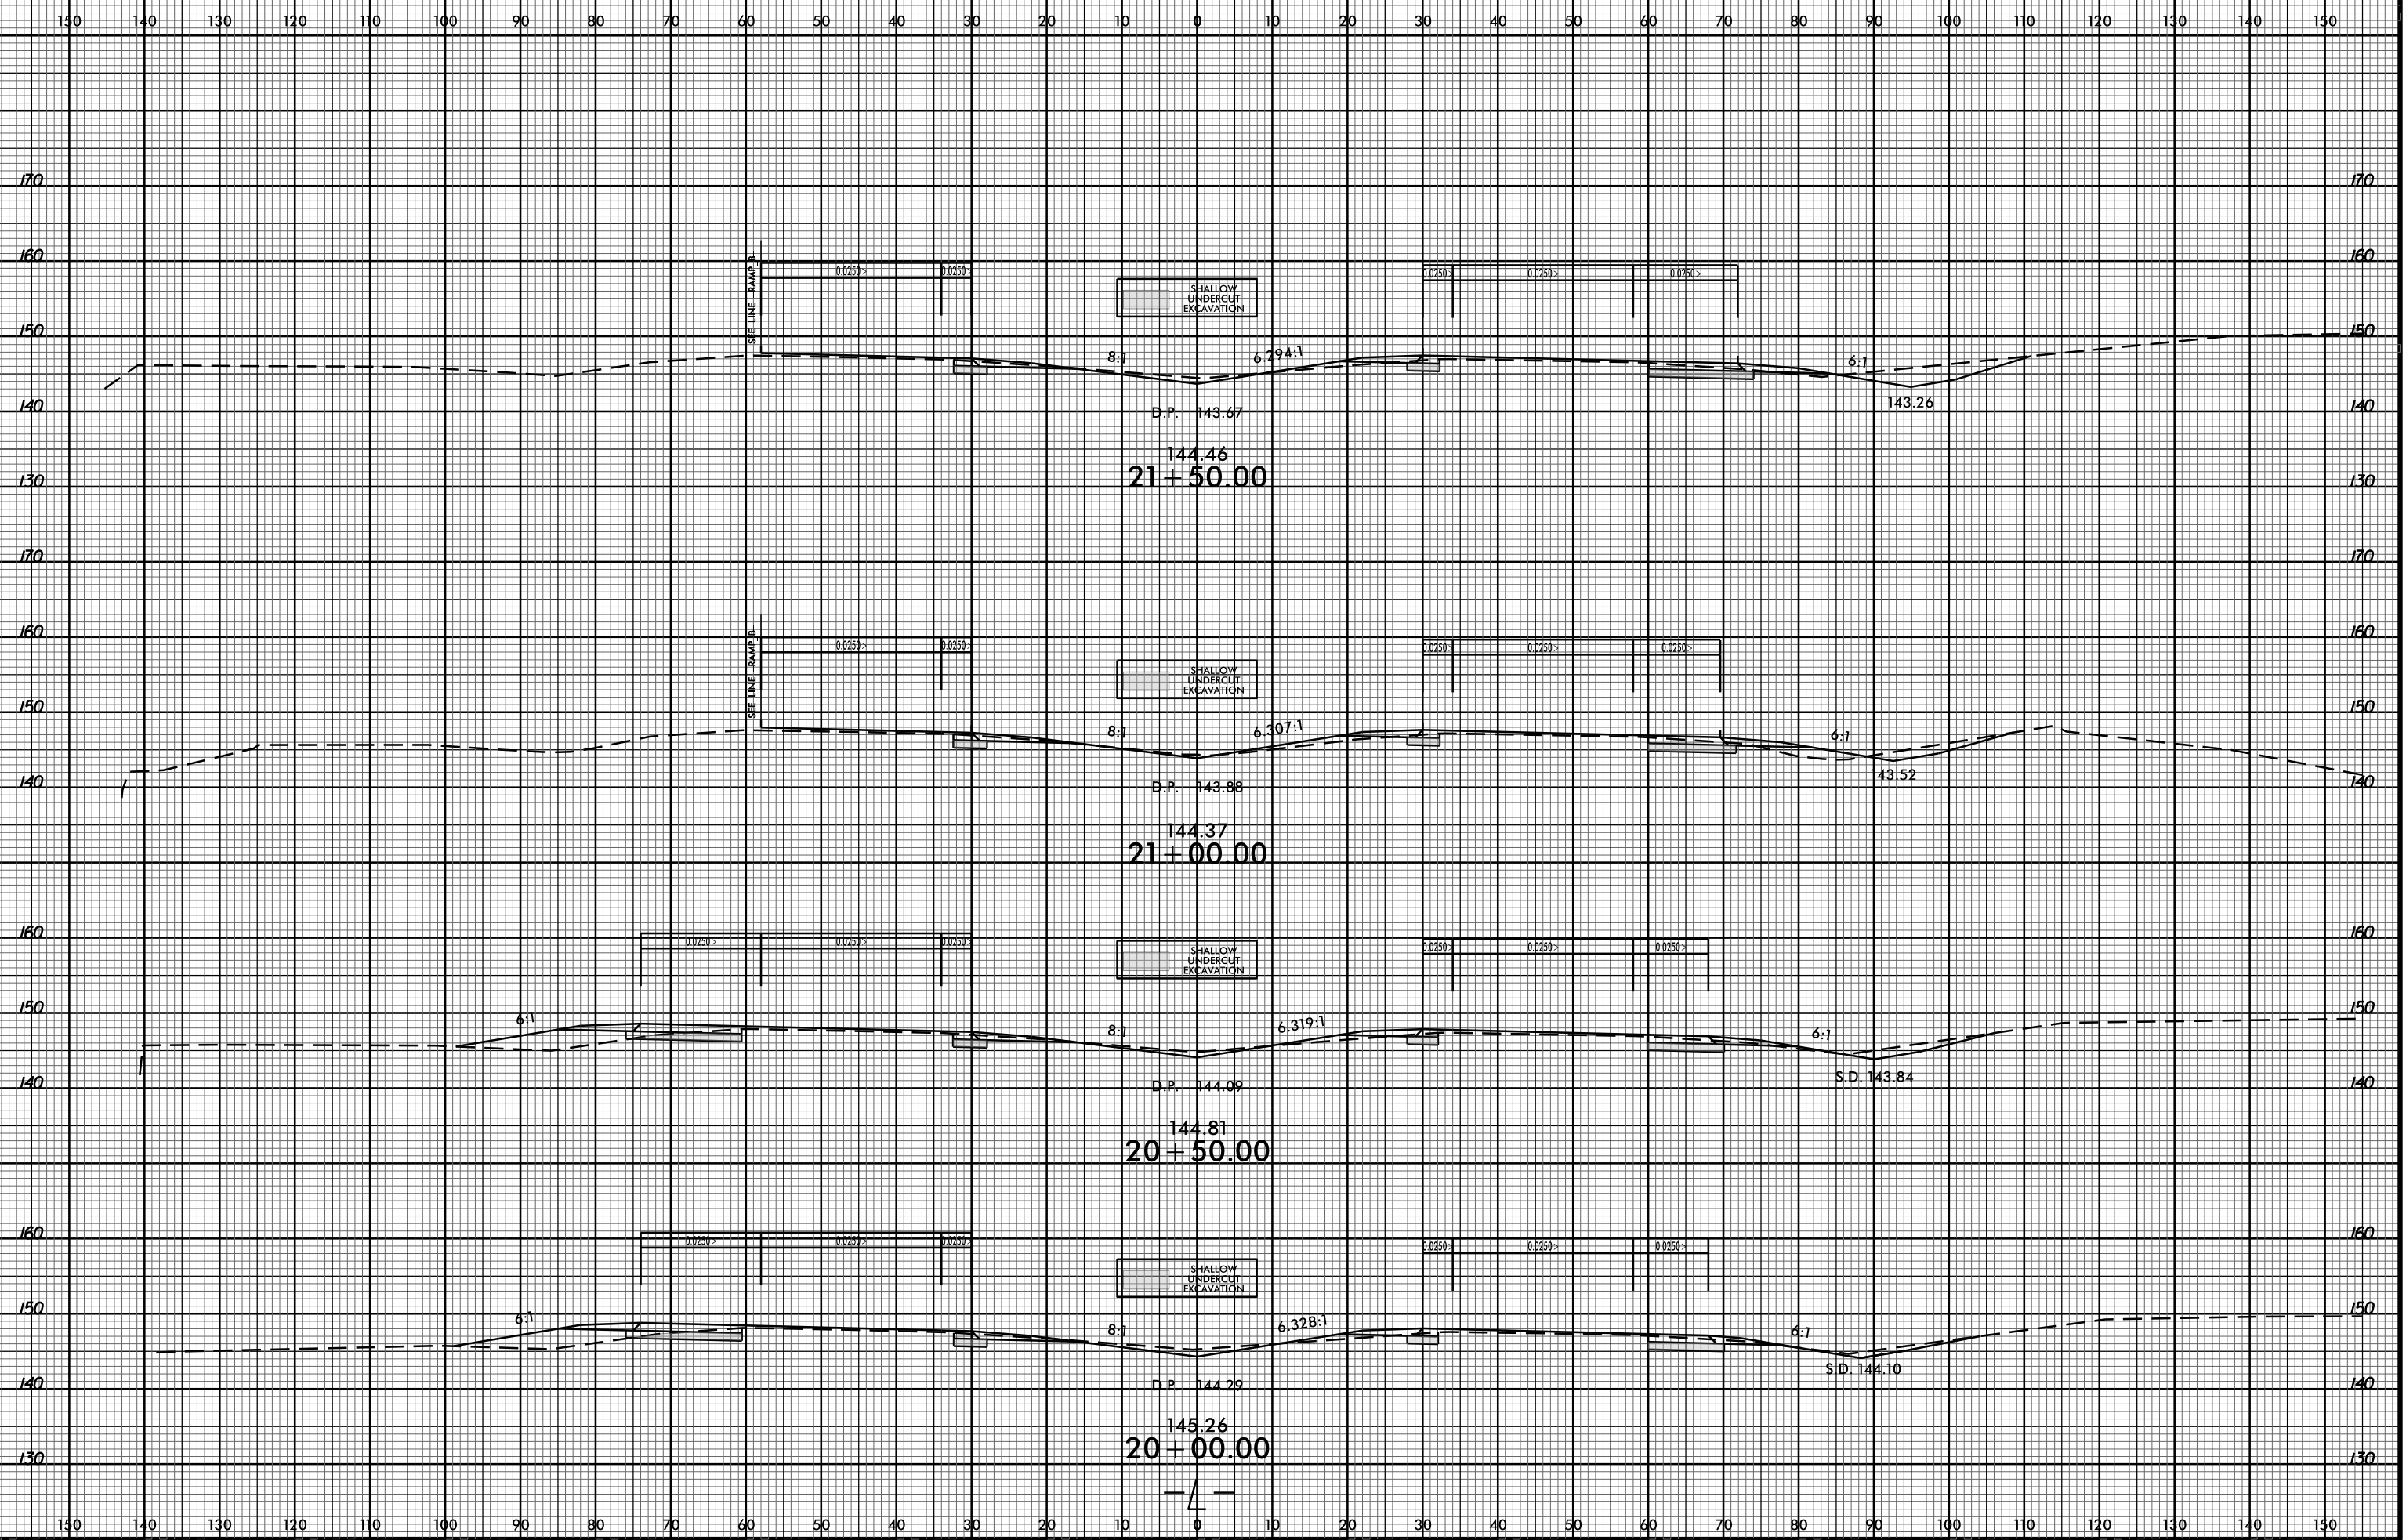 150 140 130 120 110 100 90 80 70 60 50 40 30 20 10 0 10 20 30 40 50 60 70 80 90 100 110 120 130 140 150
170 170
160 160
SEE LINE RAMP_B-
0.0250> 0.0250> 0.0250> 0.0250> 0.0250>
SHALLOW
UNDERCUT
EXCAVATION
150 150
8:1 6.294:1 6:1
143.26
140 D.P. 143.67 140
144.46
21+50.00
130 130
170 170
160 160
SEE LINE RAMP_B-
0.0250> 0.0250> 0.0250> 0.0250> 0.0250>
SHALLOW
UNDERCUT
EXCAVATION
150 150
8:1 6.307:1 6:1
143.52
140 D.P. 143.88 140
144.37
21+00.00
160 160
0.0250> 0.0250> 0.0250> 0.0250> 0.0250> 0.0250>
SHALLOW
UNDERCUT
EXCAVATION
150 150
6:1 8:1 6.319:1 6:1
S.D. 143.84
140 D.P. 144.09 140
144.81
20+50.00
160 160
0.0250> 0.0250> 0.0250> 0.0250> 0.0250> 0.0250>
SHALLOW
UNDERCUT
EXCAVATION
150 150
6:1 8:1 6.328:1 6:1
S.D. 144.10
140 D.P. 144.29 140
145.26
20+00.00
130 130
-L-
150 140 130 120 110 100 90 80 70 60 50 40 30 20 10 0 10 20 30 40 50 60 70 80 90 100 110 120 130 140 150